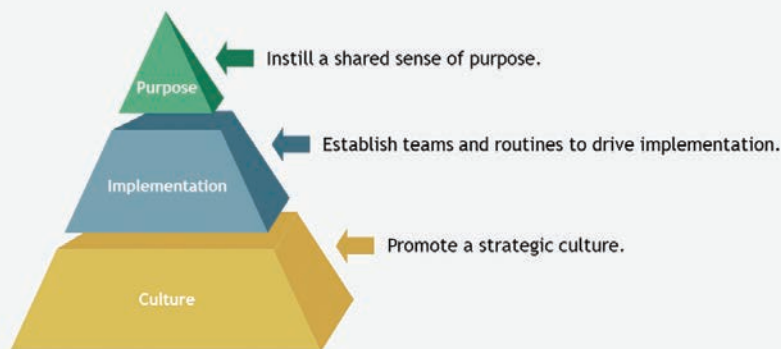 Purpose
Instill a shared sense of purpose.
Implementation
Establish teams and routines to drive implementation.
Culture
Promote a strategic culture.